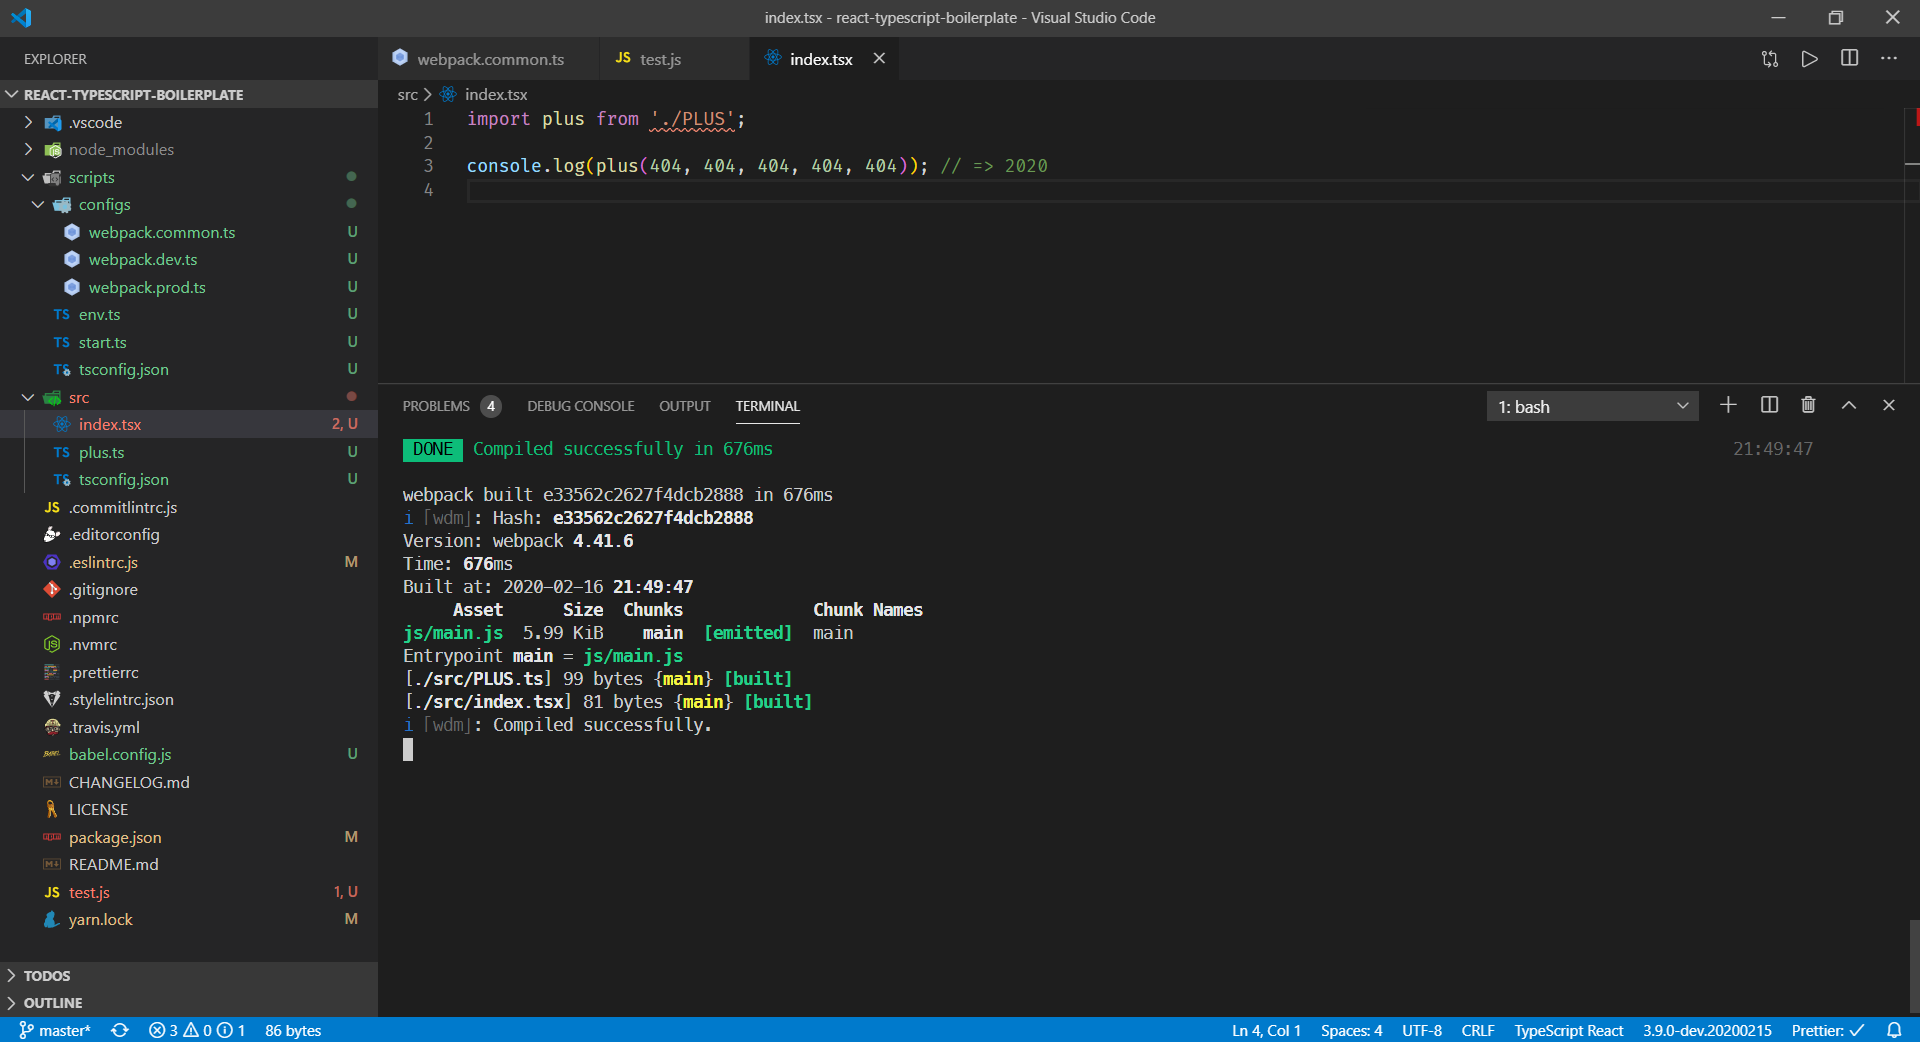 index.tsx - react-typescript-boilerplate - Visual Studio Code
EXPLORER
REACT-TYPESCRIPT-BOILERPLATE
.vscode
node_modules
scripts
configs
webpack.common.ts U
webpack.dev.ts U
webpack.prod.ts U
TS env.ts U
TS start.ts U
TS tsconfig.json U
src
index.tsx 2, U
TS plus.ts U
TS tsconfig.json U
JS .commitlintrc.js
.editorconfig
.eslintrc.js M
.gitignore
.npmrc
.nvmrc
.prettierrc
.stylelintrc.json
.travis.yml
babel.config.js U
CHANGELOG.md
LICENSE
package.json M
README.md
JS test.js 1, U
yarn.lock M
TODOS
OUTLINE
webpack.common.ts JS test.js index.tsx
src index.tsx
1 import plus from './PLUS';
2
3 console.log(plus(404, 404, 404, 404, 404)); // => 2020
4
PROBLEMS 4 DEBUG CONSOLE OUTPUT TERMINAL 1: bash
DONE Compiled successfully in 676ms 21:49:47
webpack built e33562c2627f4dcb2888 in 676ms
i ｢wdm｣: Hash: e33562c2627f4dcb2888
Version: webpack 4.41.6
Time: 676ms
Built at: 2020-02-16 21:49:47
Asset Size Chunks Chunk Names
js/main.js 5.99 KiB main [emitted] main
Entrypoint main = js/main.js
[./src/PLUS.ts] 99 bytes {main} [built]
[./src/index.tsx] 81 bytes {main} [built]
i ｢wdm｣: Compiled successfully.
master* 3 0 1 86 bytes Ln 4, Col 1 Spaces: 4 UTF-8 CRLF TypeScript React 3.9.0-dev.20200215 Prettier: ✓